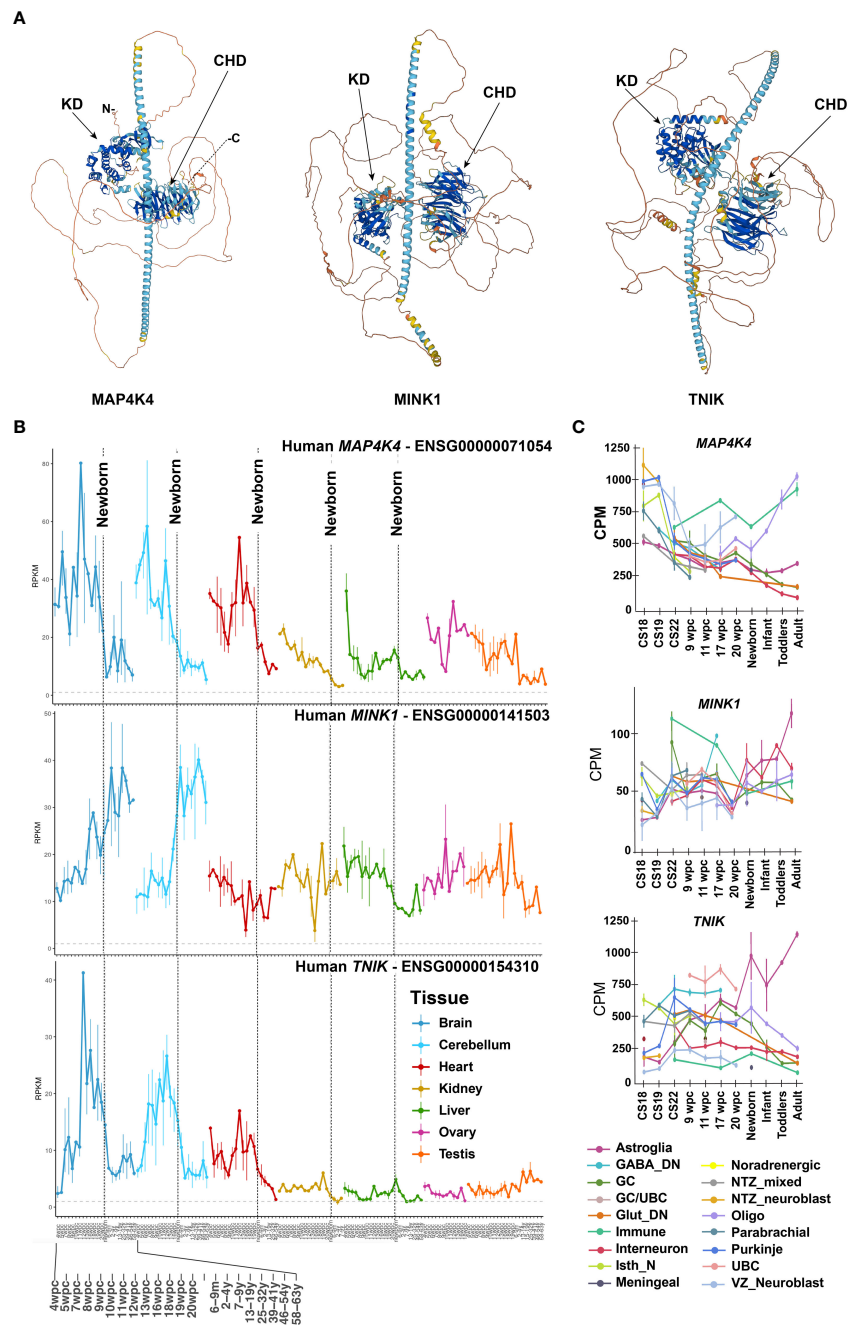 A
KD
N-
CHD
-C
KD
CHD
KD
CHD
MAP4K4
MINK1
TNIK
B
Human MAP4K4 - ENSG00000071054
Newborn
Newborn
Newborn
Newborn
Newborn
RPKM
80
60
40
20
0
Human MINK1 - ENSG00000141503
RPKM
50
40
30
20
10
0
Human TNIK - ENSG00000154310
RPKM
40
30
20
10
0
Tissue
Brain
Cerebellum
Heart
Kidney
Liver
Ovary
Testis
4wpc–
5wpc–
7wpc–
8wpc–
9wpc–
10wpc–
11wpc–
12wpc–
13wpc–
16wpc–
18wpc–
19wpc–
20wpc–
–
6–9m–
2–4y–
7–9y–
13–19y–
25–32y–
39–41y–
46–54y–
58–63y–
C
MAP4K4
CPM
1250
1000
750
500
250
0
CS18
CS19
CS22
9 wpc
11 wpc
17 wpc
20 wpc
Newborn
Infant
Toddlers
Adult
MINK1
CPM
100
50
0
CS18
CS19
CS22
9 wpc
11 wpc
17 wpc
20 wpc
Newborn
Infant
Toddlers
Adult
TNIK
CPM
1250
1000
750
500
250
0
CS18
CS19
CS22
9 wpc
11 wpc
17 wpc
20 wpc
Newborn
Infant
Toddlers
Adult
Astroglia
GABA_DN
GC
GC/UBC
Glut_DN
Immune
Interneuron
Isth_N
Meningeal
Noradrenergic
NTZ_mixed
NTZ_neuroblast
Oligo
Parabrachial
Purkinje
UBC
VZ_Neuroblast